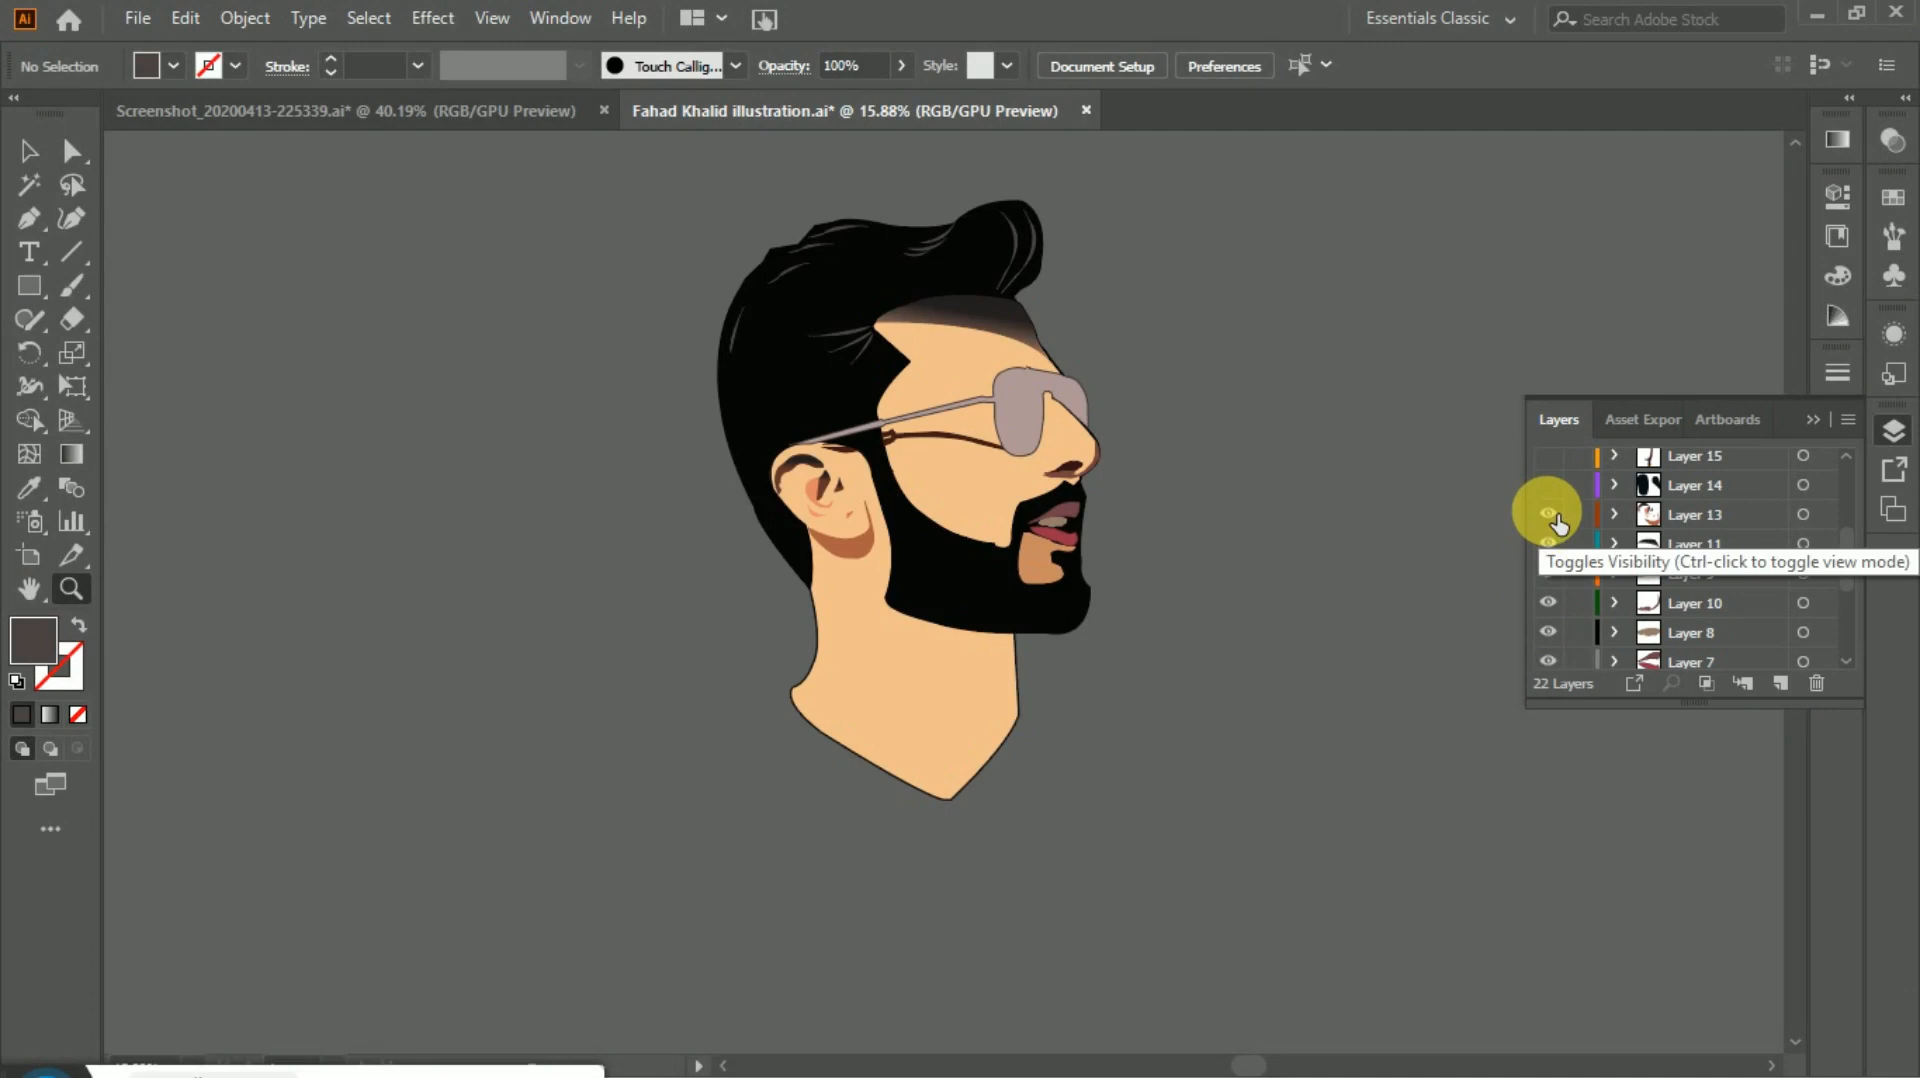 Ai File Edit Object Type Select Effect View Window Help Essentials Classic Search Adobe Stock
No Selection Stroke: Touch Callig... Opacity: 100% Style: Document Setup Preferences
Screenshot_20200413-225339.ai* @ 40.19% (RGB/GPU Preview) × Fahad Khalid illustration.ai* @ 15.88% (RGB/GPU Preview) ×
Layers Asset Expor Artboards
Layer 15
Layer 14
Layer 13
Layer 11
Toggles Visibility (Ctrl-click to toggle view mode)
Layer 10
Layer 8
Layer 7
22 Layers